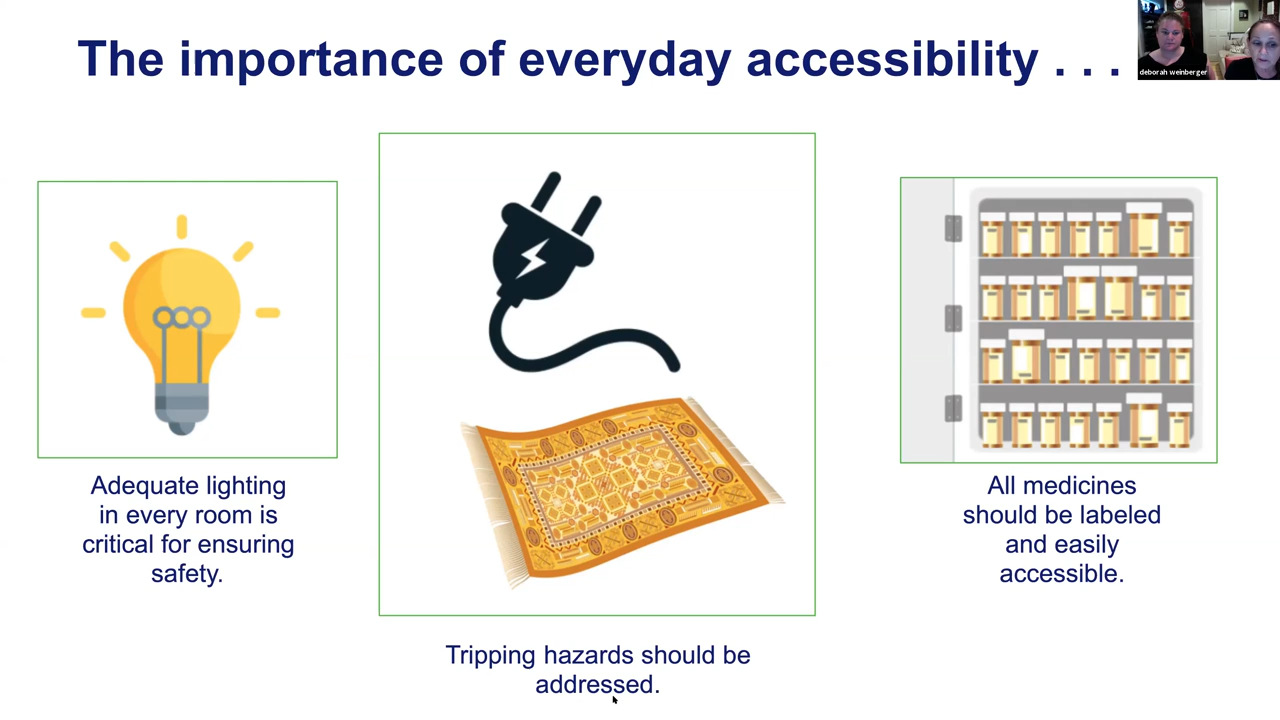 The importance of everyday accessibility . . .
deborah weinberger
Adequate lighting
in every room is
critical for ensuring
safety.
Tripping hazards should be
addressed.
All medicines
should be labeled
and easily
accessible.